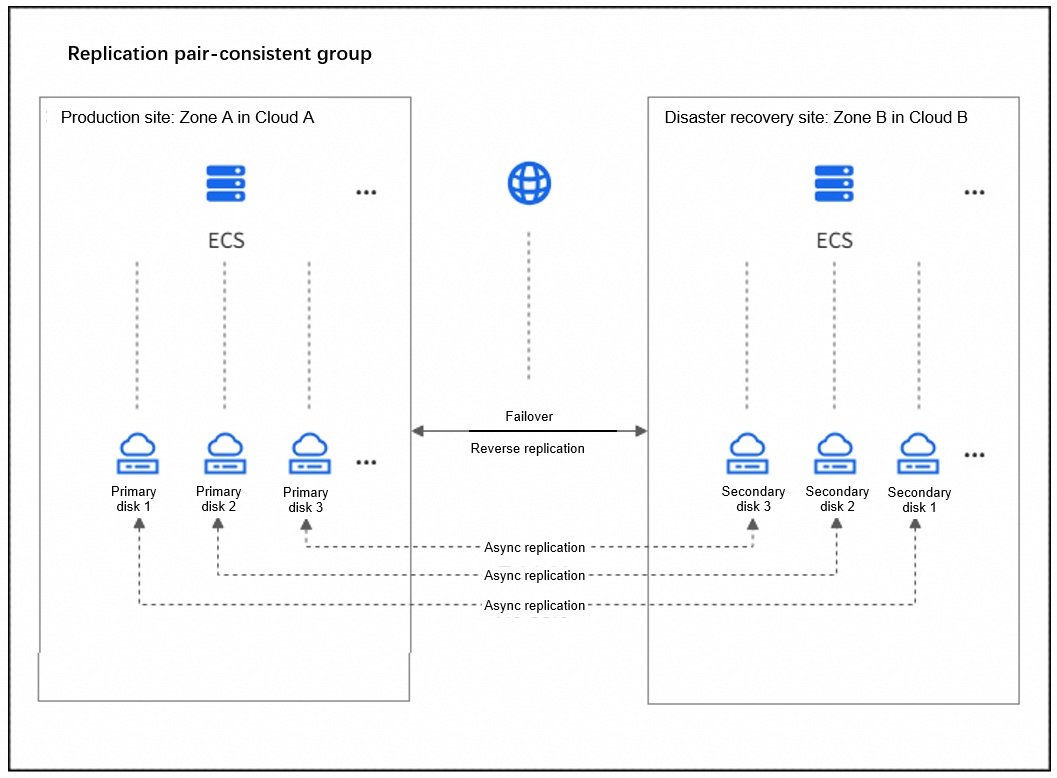 Replication pair-consistent group
Production site: Zone A in Cloud A
Disaster recovery site: Zone B in Cloud B
...
...
ECS
ECS
Failover
Reverse replication
...
...
Primary
disk 1
Primary
disk 2
Primary
disk 3
Secondary
disk 3
Secondary
disk 2
Secondary
disk 1
Async replication
Async replication
Async replication